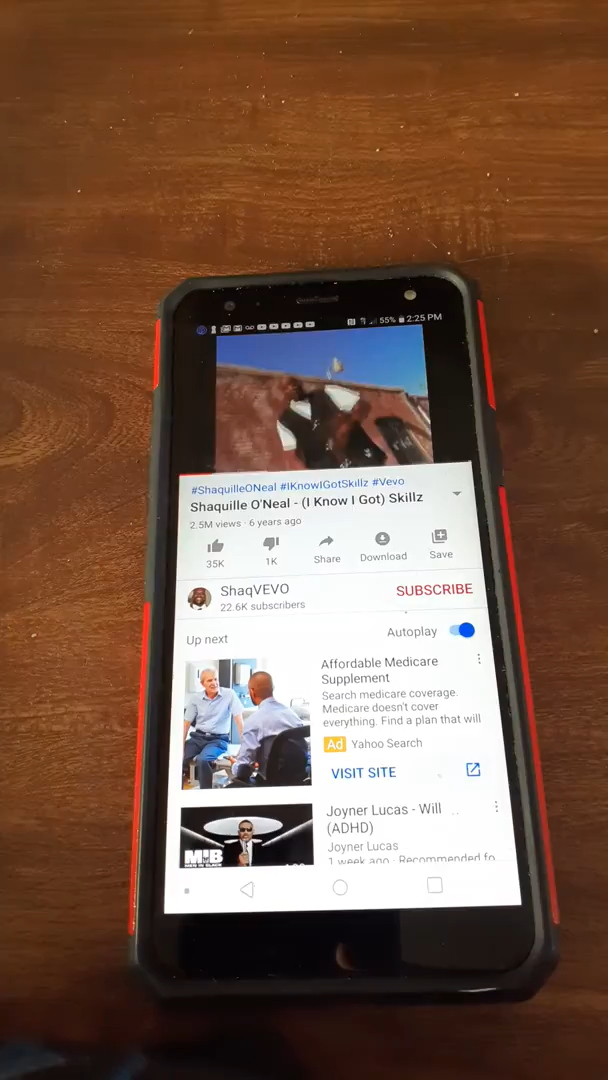 55% 2:25 PM
#ShaquilleONeal #IKnowIGotSkillz #Vevo
Shaquille O'Neal - (I Know I Got) Skillz
2.5M views · 6 years ago
35K
1K
Share
Download
Save
ShaqVEVO
22.6K subscribers
SUBSCRIBE
Up next
Autoplay
Affordable Medicare
Supplement
Search medicare coverage.
Medicare doesn't cover
everything. Find a plan that will
Ad Yahoo Search
VISIT SITE
MIB
MEN IN BLACK
Joyner Lucas - Will
(ADHD)
Joyner Lucas
1 week ago · Recommended fo